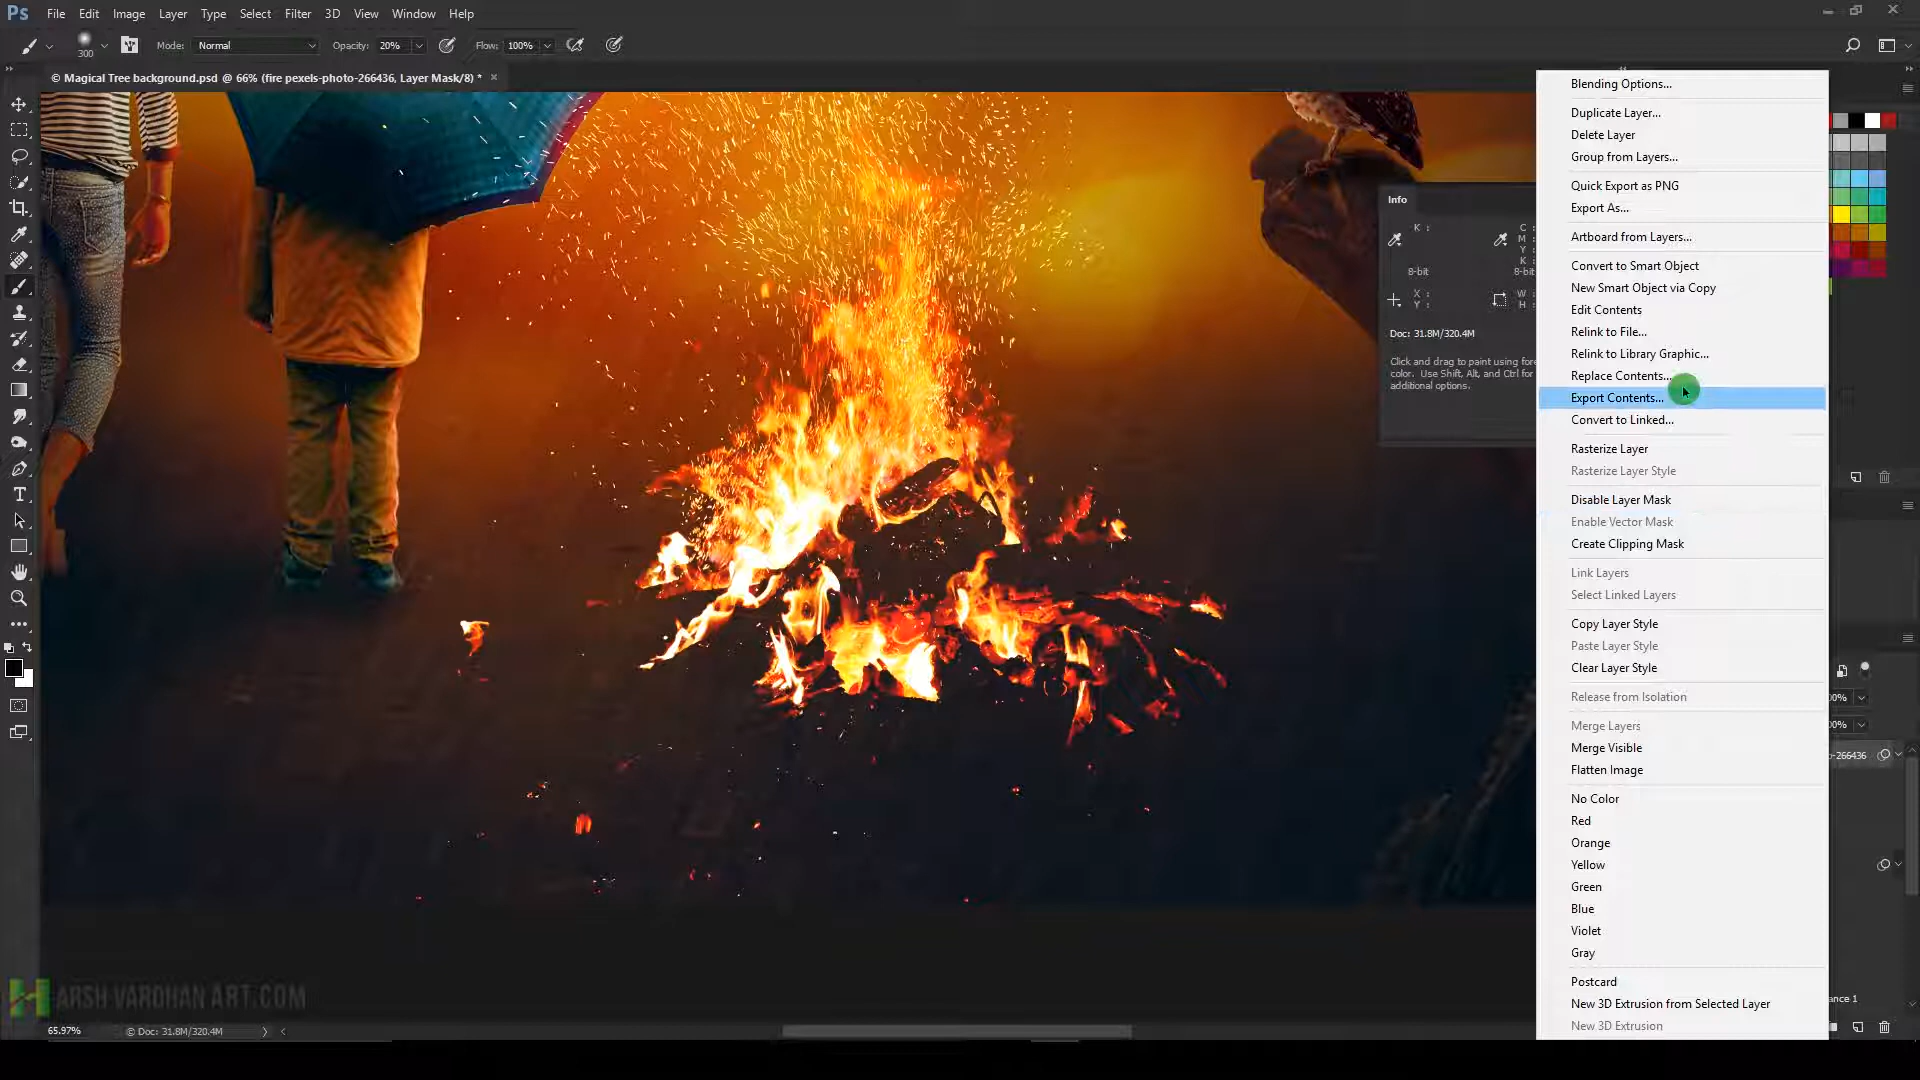 Ps File Edit Image Layer Type Select Filter 3D View Window Help
300 Mode: Normal Opacity: 20% Flow: 100%
© Magical Tree background.psd @ 66% (fire pexels-photo-266436, Layer Mask/8) * ×
Info
K :
C :
M :
Y :
K :
8-bit
8-bit
X :
Y :
W :
H :
Doc: 31.8M/320.4M
Click and drag to paint using fore
color. Use Shift, Alt, and Ctrl for
additional options.
Blending Options...
Duplicate Layer...
Delete Layer
Group from Layers...
Quick Export as PNG
Export As...
Artboard from Layers...
Convert to Smart Object
New Smart Object via Copy
Edit Contents
Relink to File...
Relink to Library Graphic...
Replace Contents...
Export Contents...
Convert to Linked...
Rasterize Layer
Rasterize Layer Style
Disable Layer Mask
Enable Vector Mask
Create Clipping Mask
Link Layers
Select Linked Layers
Copy Layer Style
Paste Layer Style
Clear Layer Style
Release from Isolation
Merge Layers
Merge Visible
Flatten Image
No Color
Red
Orange
Yellow
Green
Blue
Violet
Gray
Postcard
New 3D Extrusion from Selected Layer
New 3D Extrusion
00%
00%
o-266436
ance 1
HARSH VARDHAN ART.COM
65.97% © Doc: 31.8M/320.4M